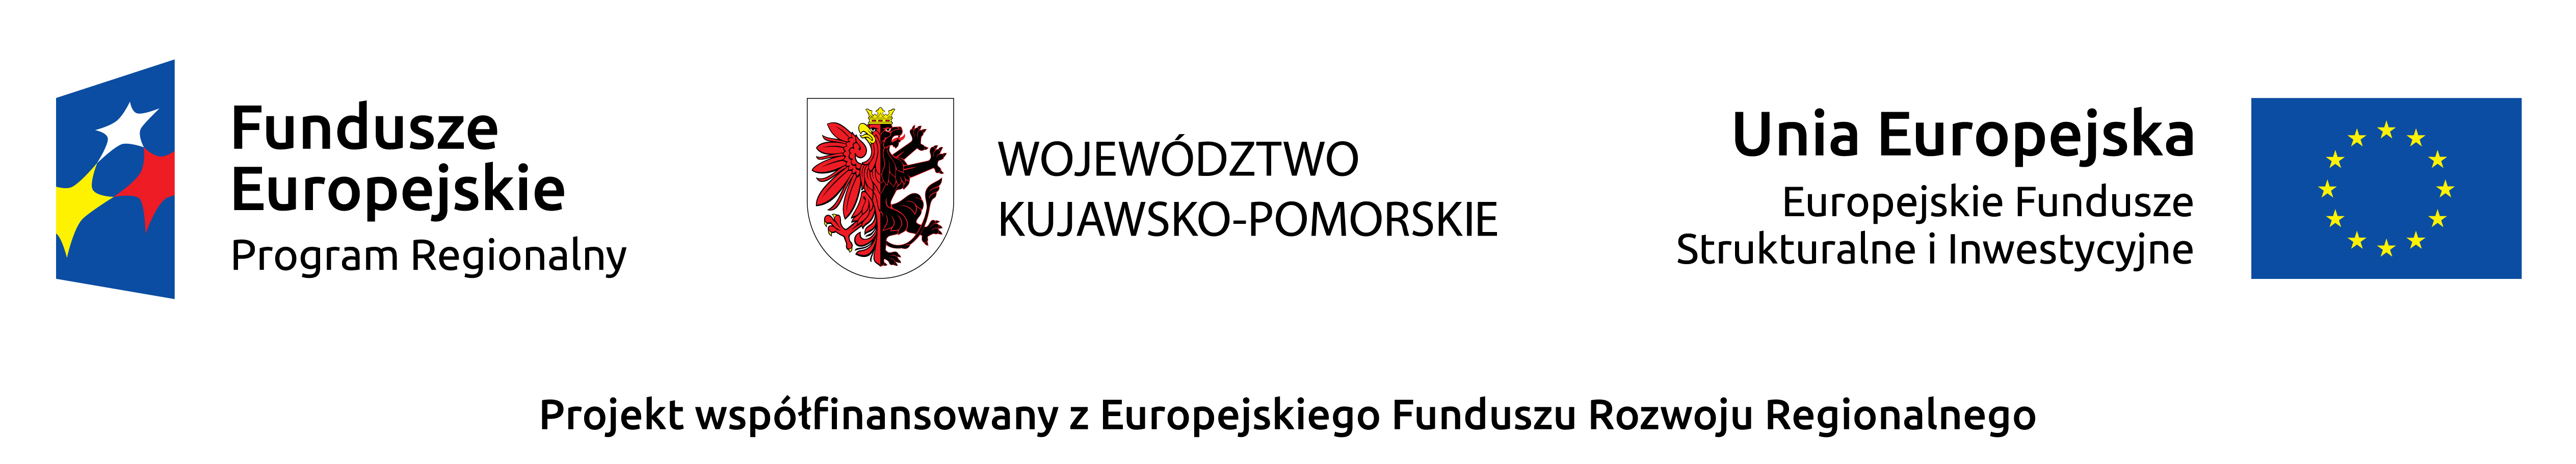 Fundusze
Europejskie
Program Regionalny
WOJEWÓDZTWO
KUJAWSKO-POMORSKIE
Unia Europejska
Europejskie Fundusze
Strukturalne i Inwestycyjne
Projekt współfinansowany z Europejskiego Funduszu Rozwoju Regionalnego